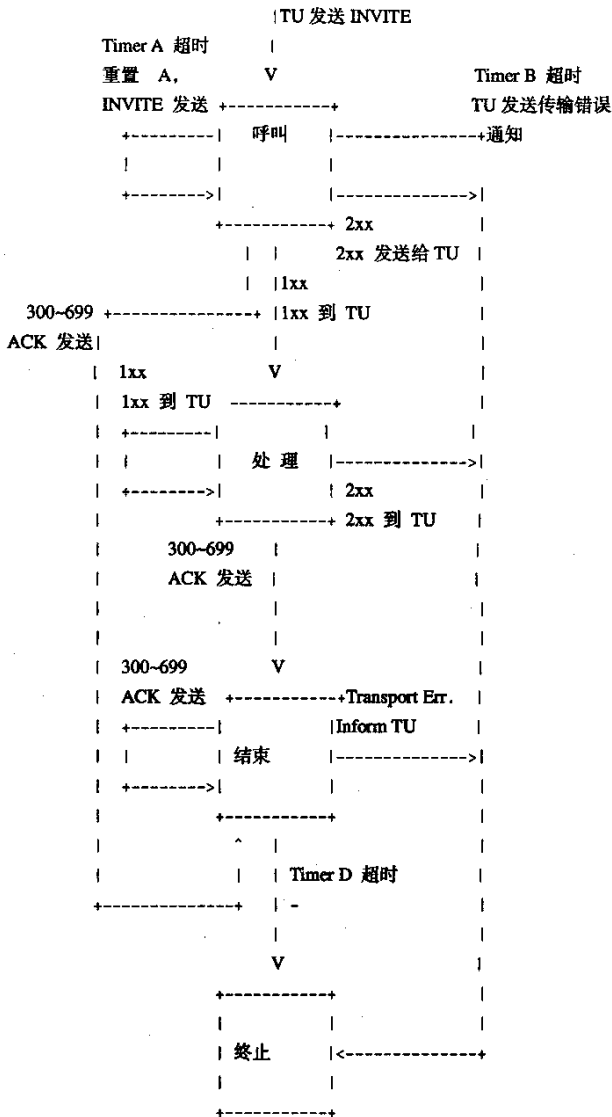 TU 发送 INVITE
Timer A 超时
重置 A,
INVITE 发送
Timer B 超时
TU 发送传输错误
通知
呼叫
2xx
2xx 发送给 TU
1xx
1xx 到 TU
300~699
ACK 发送
1xx
1xx 到 TU
处 理
2xx
2xx 到 TU
300~699
ACK 发送
300~699
ACK 发送
Transport Err.
Inform TU
结束
Timer D 超时
-
终止